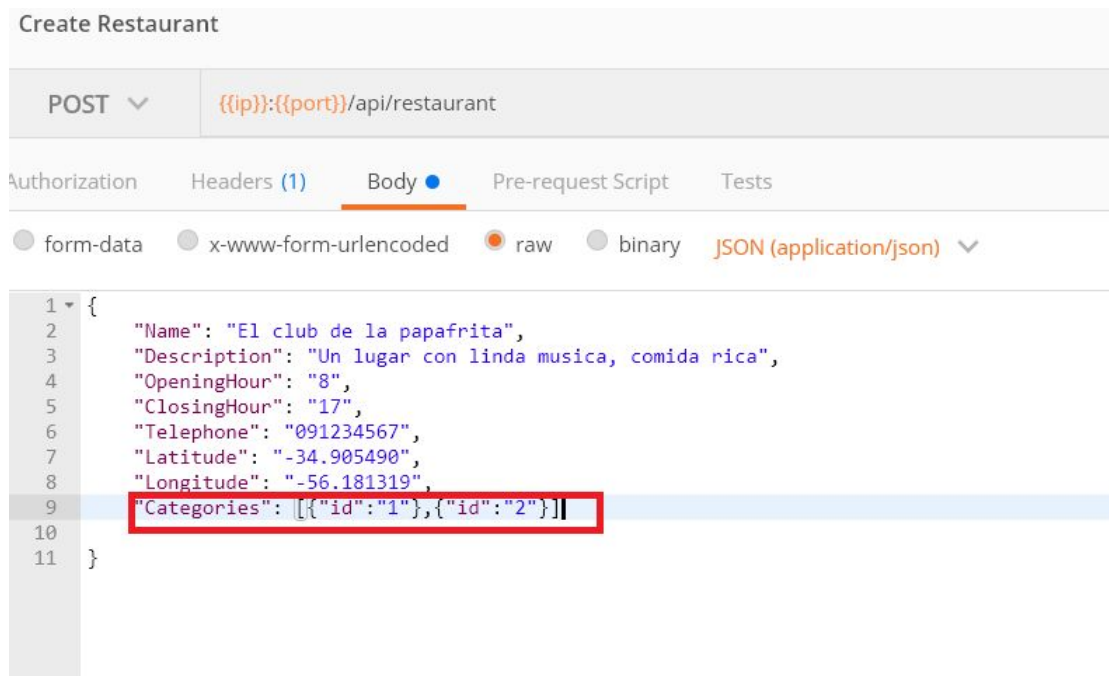 Create Restaurant
POST {{ip}}:{{port}}/api/restaurant
Authorization Headers (1) Body Pre-request Script Tests
form-data x-www-form-urlencoded raw binary JSON (application/json)
1 {
2 "Name": "El club de la papafrita",
3 "Description": "Un lugar con linda musica, comida rica",
4 "OpeningHour": "8",
5 "ClosingHour": "17",
6 "Telephone": "091234567",
7 "Latitude": "-34.905490",
8 "Longitude": "-56.181319",
9 "Categories": [{"id":"1"},{"id":"2"}]
10
11 }